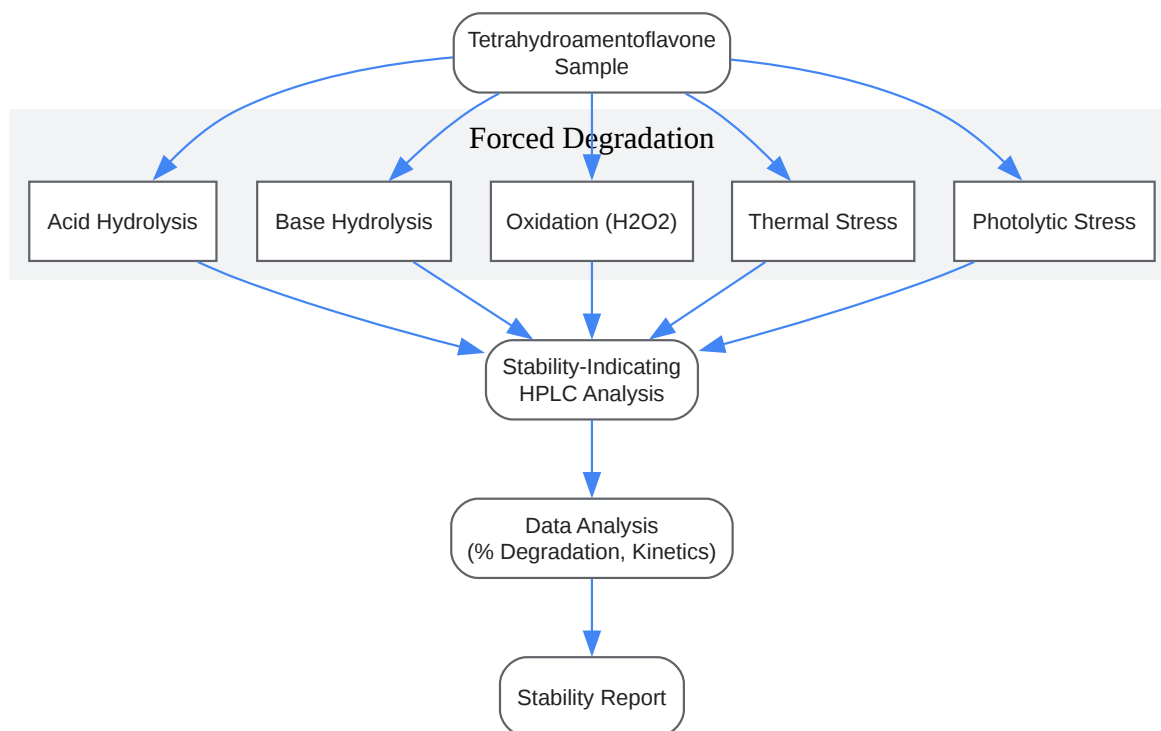 Tetrahydroamentoflavone
Sample
Forced Degradation
Acid Hydrolysis
Base Hydrolysis
Oxidation (H2O2)
Thermal Stress
Photolytic Stress
Stability-Indicating
HPLC Analysis
Data Analysis
(% Degradation, Kinetics)
Stability Report